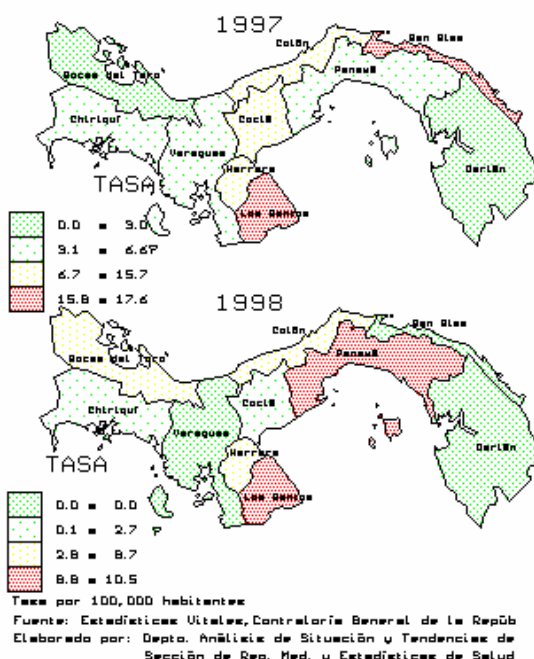 1997
Colón
San Blas
Bocas del Toro
Panamá
Chiriquí
Coclé
Veraguas
Darién
Herrera
TASA
Los Santos
0.0 a 3.0
3.1 a 6.6
6.7 a 15.7
15.8 a 17.6
1998
Colón
San Blas
Panamá
Bocas del Toro
Chiriquí
Coclé
Veraguas
Darién
Herrera
TASA
Los Santos
0.0 a 0.0
0.1 a 2.7
2.8 a 8.7
8.8 a 10.5
Tasa por 100,000 habitantes
Fuente: Estadísticas Vitales, Contraloría General de la Repúb
Elaborado por: Depto. Análisis de Situación y Tendencias de
Sección de Reg. Med. y Estadísticas de Salud